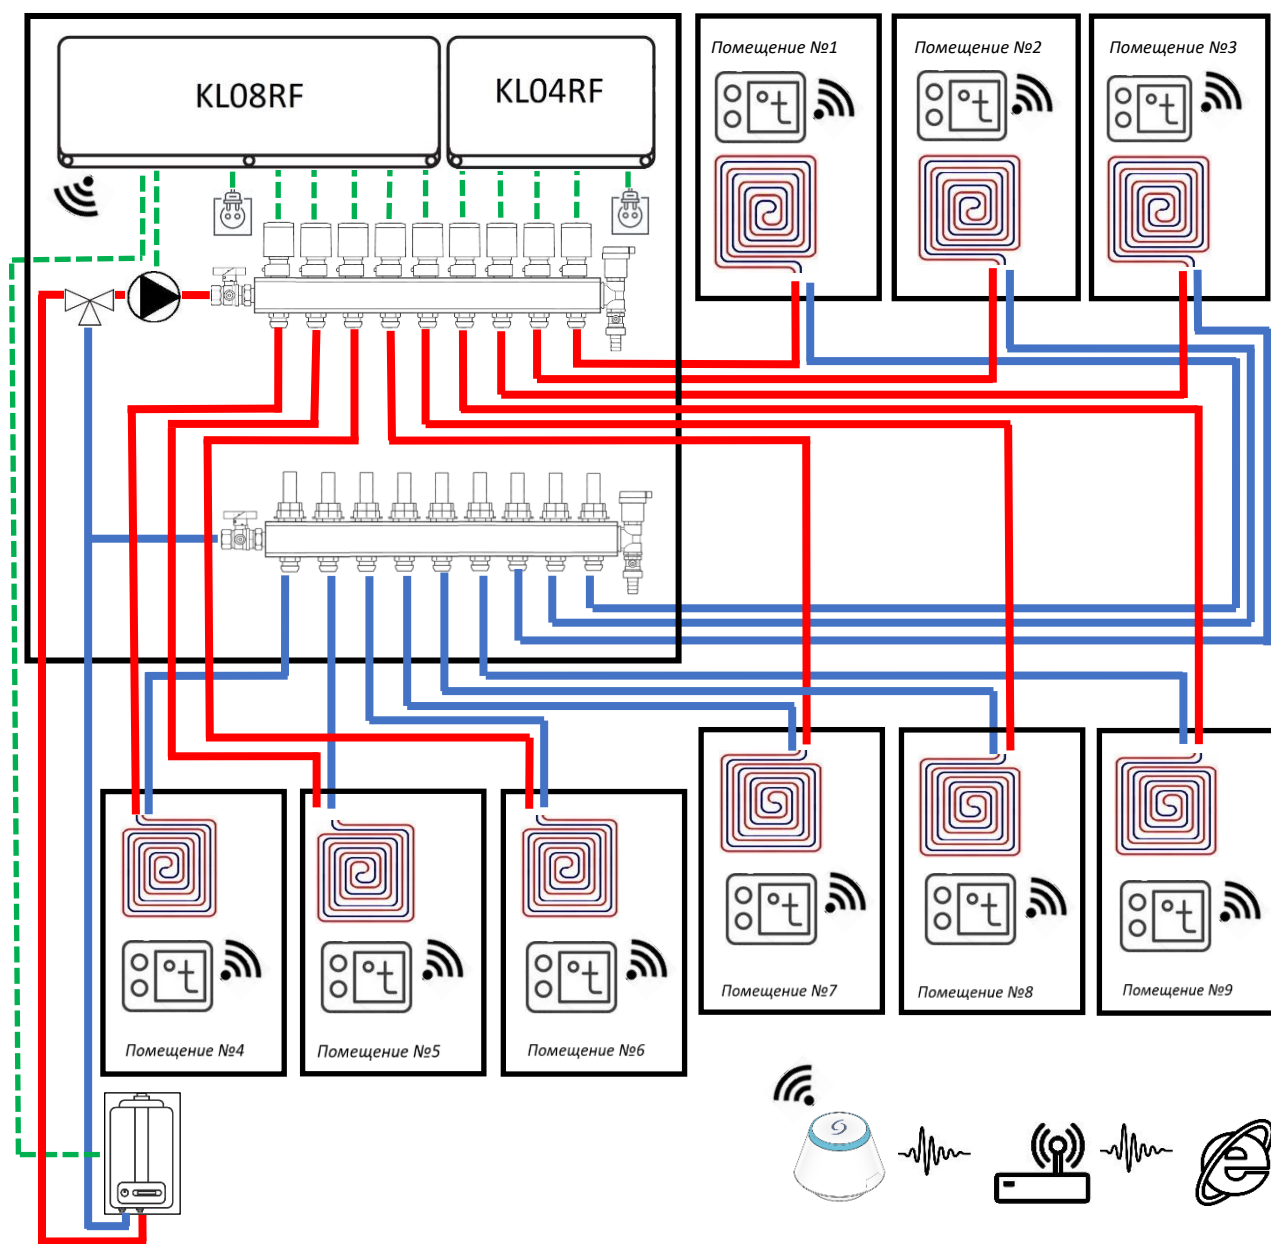 KL08RF
KL04RF
Помещение №1
Помещение №2
Помещение №3
°t
°t
°t
°t
°t
°t
Помещение №7
Помещение №8
Помещение №9
°t
°t
°t
Помещение №4
Помещение №5
Помещение №6